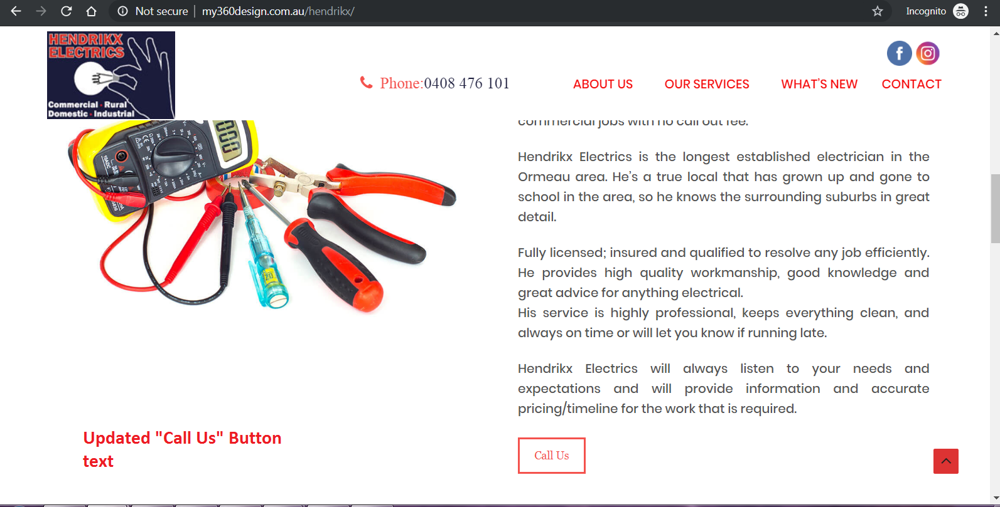 Not secure | my360design.com.au/hendrikx/
Incognito
HENDRIKX
ELECTRICS
Commercial · Rural
Domestic · Industrial
Phone:0408 476 101
ABOUT US
OUR SERVICES
WHAT'S NEW
CONTACT
commercial jobs with no call out fee.
Hendrikx Electrics is the longest established electrician in the
Ormeau area. He's a true local that has grown up and gone to
school in the area, so he knows the surrounding suburbs in great
detail.
Fully licensed; insured and qualified to resolve any job efficiently.
He provides high quality workmanship, good knowledge and
great advice for anything electrical.
His service is highly professional, keeps everything clean, and
always on time or will let you know if running late.
Hendrikx Electrics will always listen to your needs and
expectations and will provide information and accurate
pricing/timeline for the work that is required.
Updated "Call Us" Button
text
Call Us